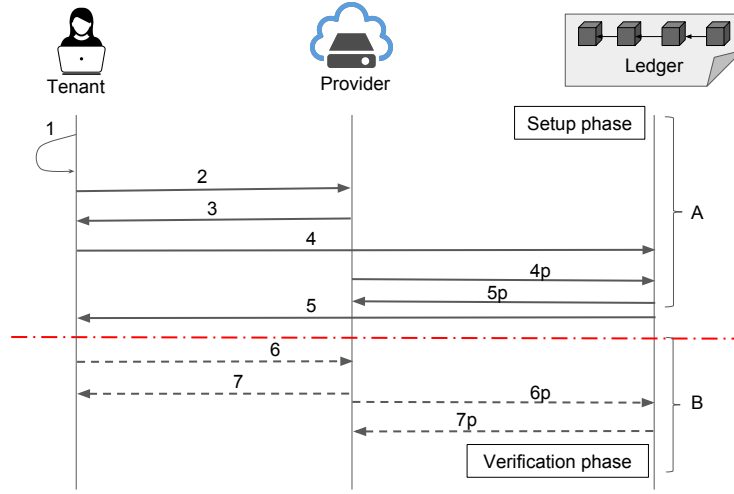 Tenant
Provider
Ledger
Setup phase
1
2
3
4
4p
5p
5
A
6
7
6p
7p
B
Verification phase